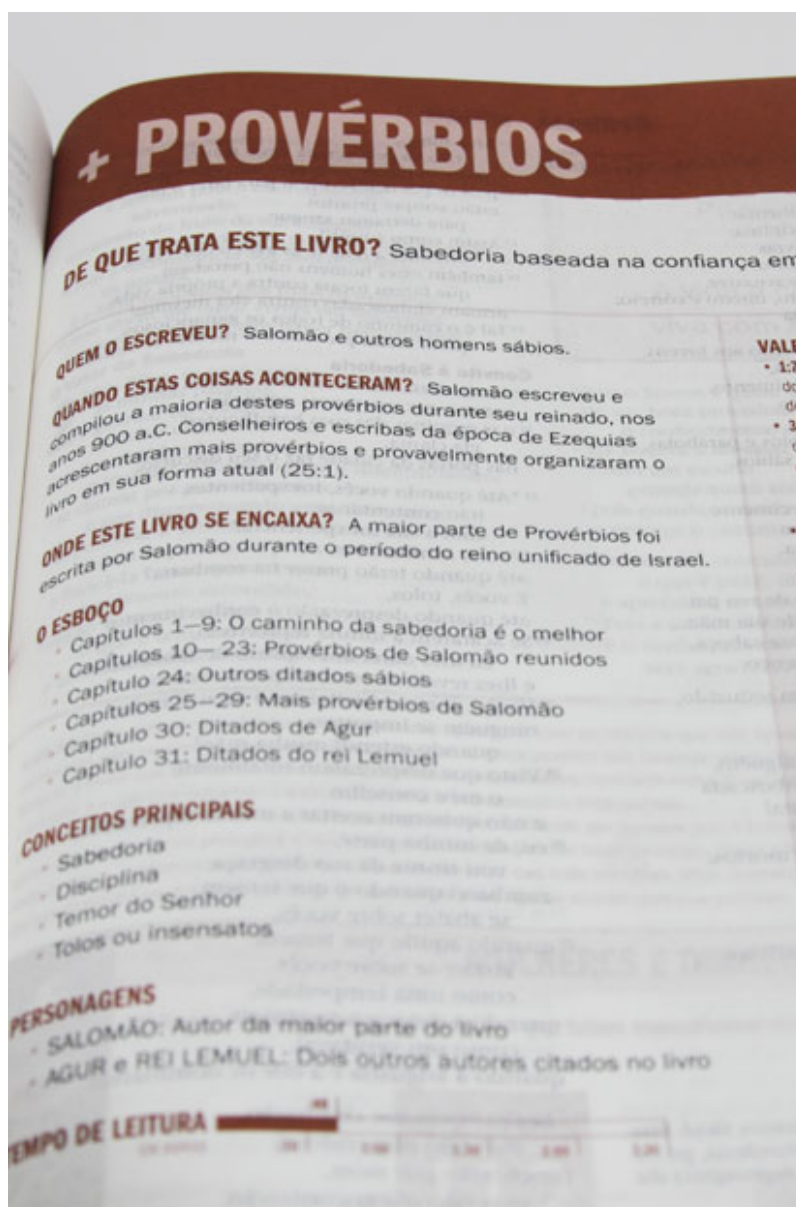 + PROVÉRBIOS
DE QUE TRATA ESTE LIVRO? Sabedoria baseada na confiança em
QUEM O ESCREVEU? Salomão e outros homens sábios.
QUANDO ESTAS COISAS ACONTECERAM? Salomão escreveu e
compilou a maioria destes provérbios durante seu reinado, nos
anos 900 a.C. Conselheiros e escribas da época de Ezequias
acrescentaram mais provérbios e provavelmente organizaram o
livro em sua forma atual (25:1).
ONDE ESTE LIVRO SE ENCAIXA? A maior parte de Provérbios foi
escrita por Salomão durante o período do reino unificado de Israel.
O ESBOÇO
• Capítulos 1—9: O caminho da sabedoria é o melhor
• Capítulos 10— 23: Provérbios de Salomão reunidos
• Capítulo 24: Outros ditados sábios
• Capítulos 25—29: Mais provérbios de Salomão
• Capítulo 30: Ditados de Agur
• Capítulo 31: Ditados do rei Lemuel
CONCEITOS PRINCIPAIS
• Sabedoria
• Disciplina
• Temor do Senhor
• Tolos ou insensatos
PERSONAGENS
• SALOMÃO: Autor da maior parte do livro
• AGUR e REI LEMUEL: Dois outros autores citados no livro
TEMPO DE LEITURA
VALE
• 1:7
do
d
• 3